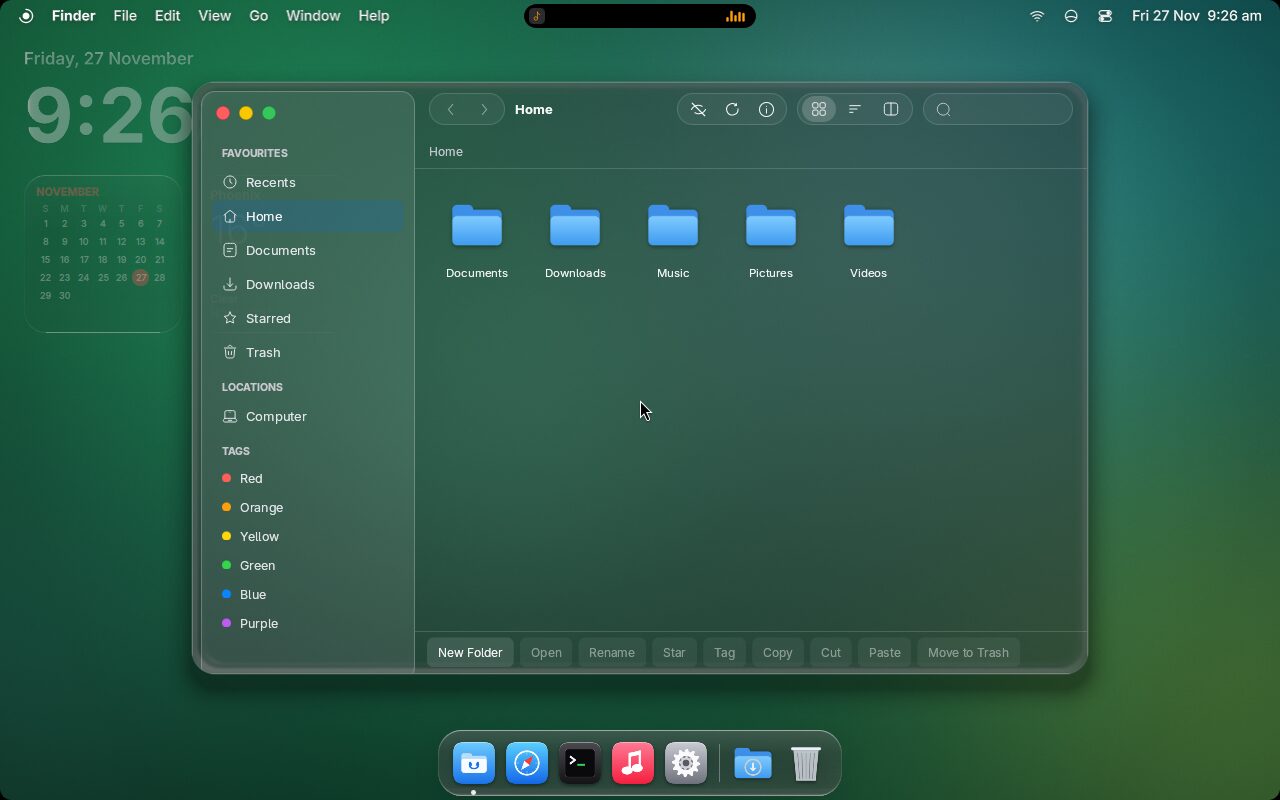 Finder File Edit View Go Window Help
Fri 27 Nov 9:26 am
Friday, 27 November
9:26
NOVEMBER
S M T W T F S
1 2 3 4 5 6 7
8 9 10 11 12 13 14
15 16 17 18 19 20 21
22 23 24 25 26 27 28
29 30
Home
FAVOURITES
Recents
Home
Documents
Downloads
Starred
Trash
LOCATIONS
Computer
TAGS
Red
Orange
Yellow
Green
Blue
Purple
Home
Documents Downloads Music Pictures Videos
New Folder Open Rename Star Tag Copy Cut Paste Move to Trash